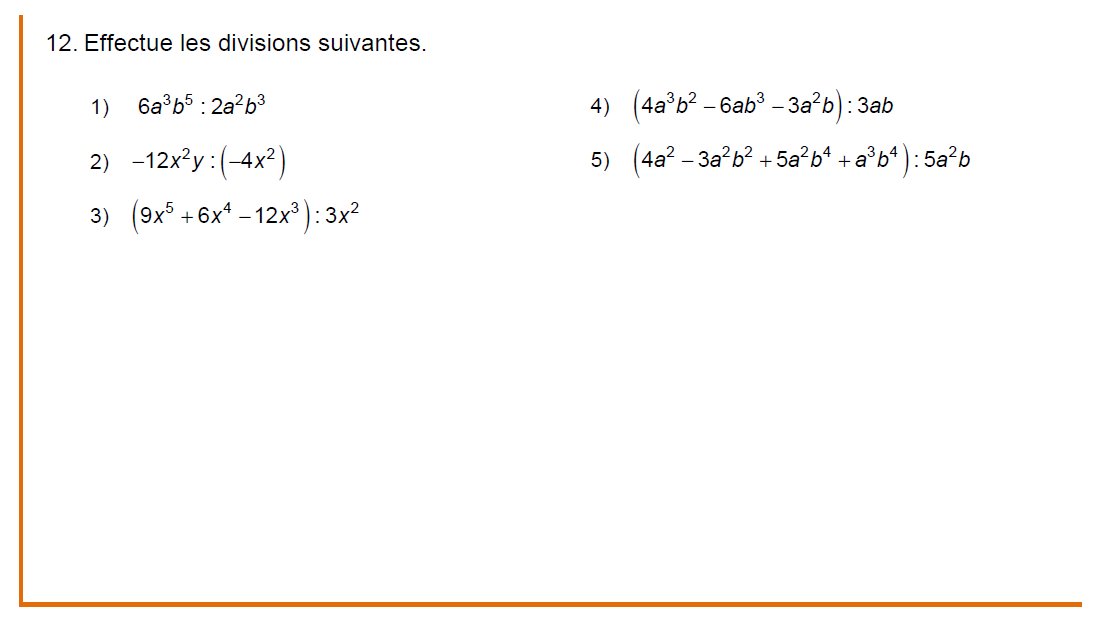 12. Effectue les divisions suivantes.
1) 6a³b⁵ : 2a²b³
2) –12x²y : (–4x²)
3) (9x⁵ + 6x⁴ – 12x³) : 3x²
4) (4a³b² – 6ab³ – 3a²b) : 3ab
5) (4a² – 3a²b² + 5a²b⁴ + a³b⁴) : 5a²b